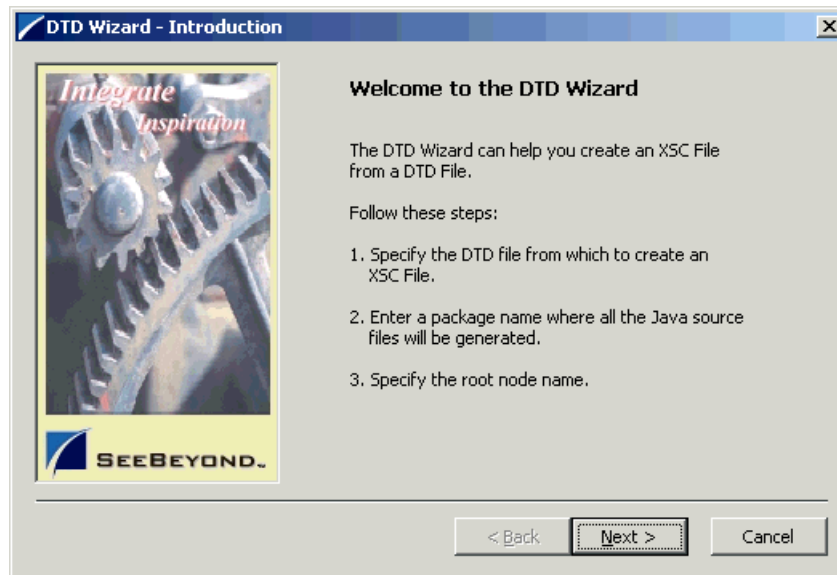 DTD Wizard - Introduction
Integrate
Inspiration
SEEBEYOND™
Welcome to the DTD Wizard
The DTD Wizard can help you create an XSC File
from a DTD File.
Follow these steps:
1. Specify the DTD file from which to create an
XSC File.
2. Enter a package name where all the Java source
files will be generated.
3. Specify the root node name.
< Back
Next >
Cancel